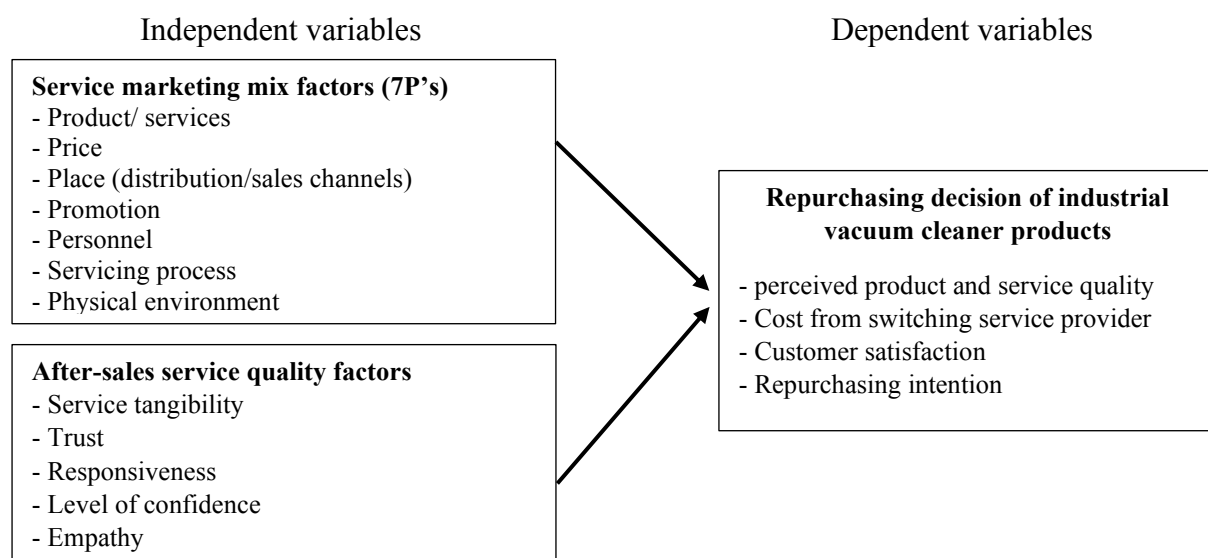 Independent variables
Service marketing mix factors (7P’s)
- Product/ services
- Price
- Place (distribution/sales channels)
- Promotion
- Personnel
- Servicing process
- Physical environment
After-sales service quality factors
- Service tangibility
- Trust
- Responsiveness
- Level of confidence
- Empathy
Dependent variables
Repurchasing decision of industrial
vacuum cleaner products
- perceived product and service quality
- Cost from switching service provider
- Customer satisfaction
- Repurchasing intention